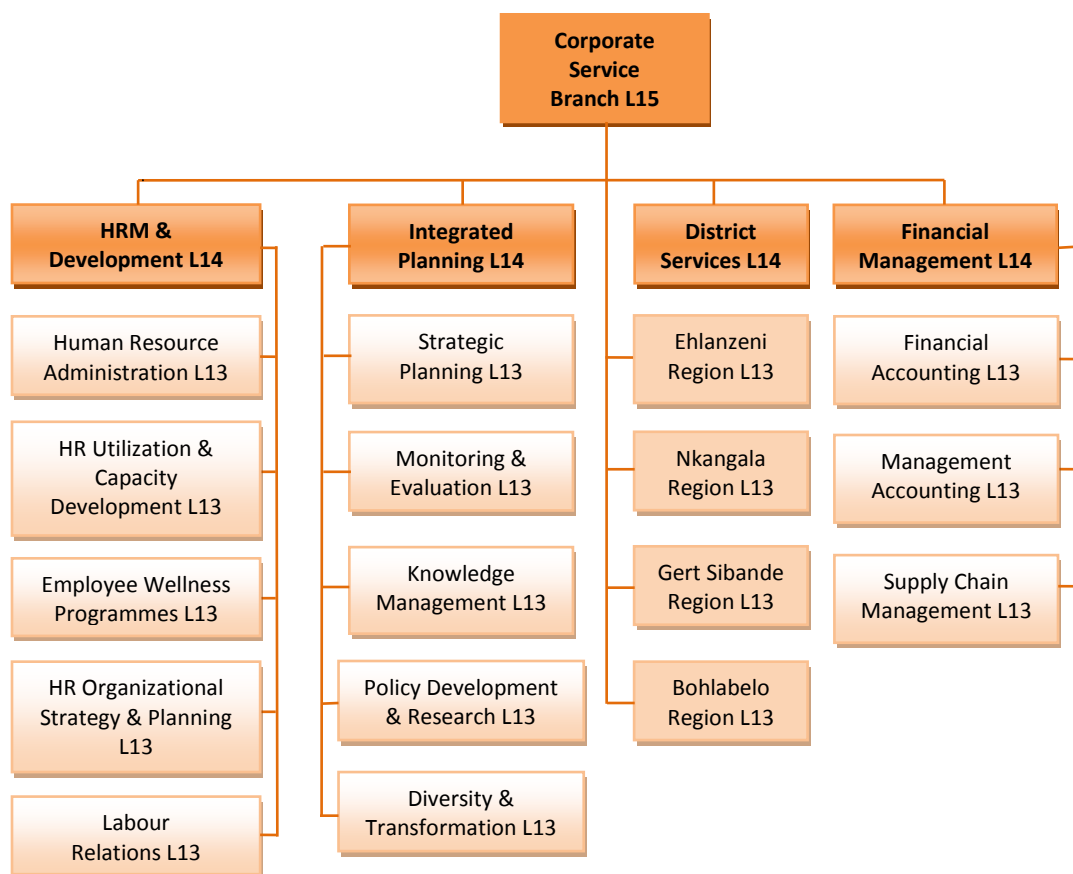 Corporate
Service
Branch L15
HRM &
Development L14
Human Resource
Administration L13
HR Utilization &
Capacity
Development L13
Employee Wellness
Programmes L13
HR Organizational
Strategy & Planning
L13
Labour
Relations L13
Integrated
Planning L14
Strategic
Planning L13
Monitoring &
Evaluation L13
Knowledge
Management L13
Policy Development
& Research L13
Diversity &
Transformation L13
District
Services L14
Ehlanzeni
Region L13
Nkangala
Region L13
Gert Sibande
Region L13
Bohlabelo
Region L13
Financial
Management L14
Financial
Accounting L13
Management
Accounting L13
Supply Chain
Management L13